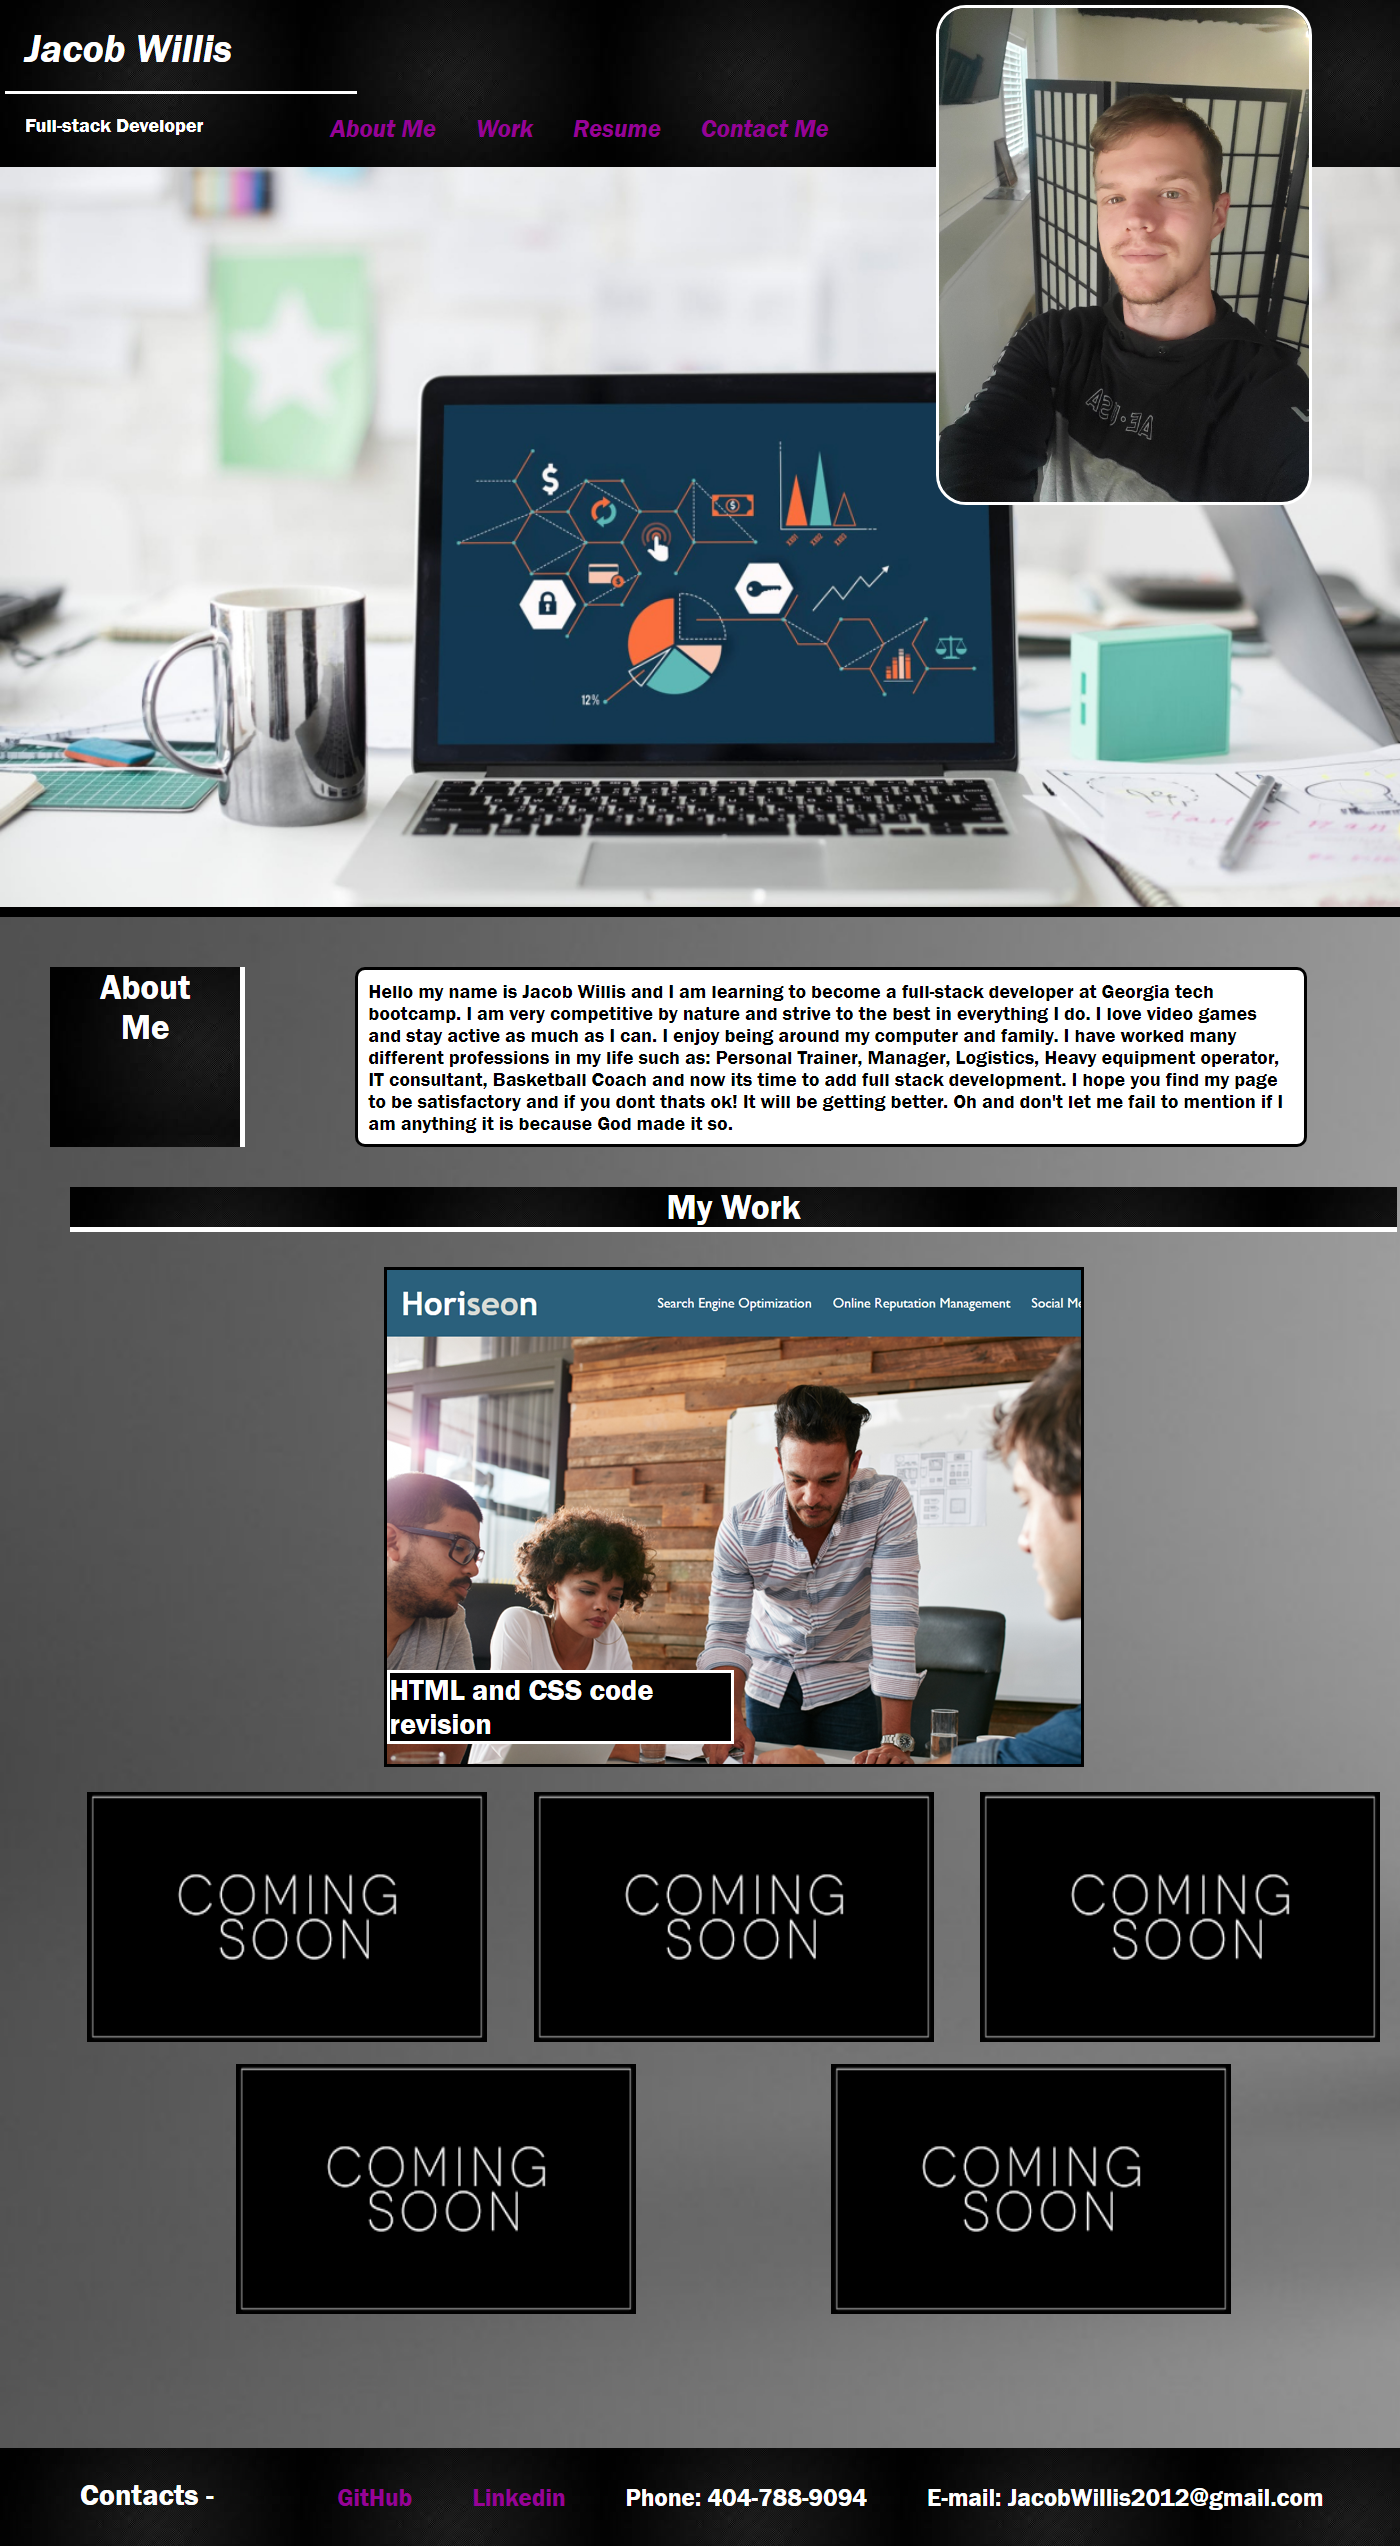 Jacob Willis
Full-stack Developer
About Me Work Resume Contact Me
AE·USA
$
$
12%
About
Me
Hello my name is Jacob Willis and I am learning to become a full-stack developer at Georgia tech
bootcamp. I am very competitive by nature and strive to the best in everything I do. I love video games
and stay active as much as I can. I enjoy being around my computer and family. I have worked many
different professions in my life such as: Personal Trainer, Manager, Logistics, Heavy equipment operator,
IT consultant, Basketball Coach and now its time to add full stack development. I hope you find my page
to be satisfactory and if you dont thats ok! It will be getting better. Oh and don't let me fail to mention if I
am anything it is because God made it so.
My Work
Horiseon
Search Engine Optimization Online Reputation Management Social Me
HTML and CSS code
revision
COMING
SOON
COMING
SOON
COMING
SOON
COMING
SOON
COMING
SOON
Contacts - GitHub Linkedin Phone: 404-788-9094 E-mail: JacobWillis2012@gmail.com